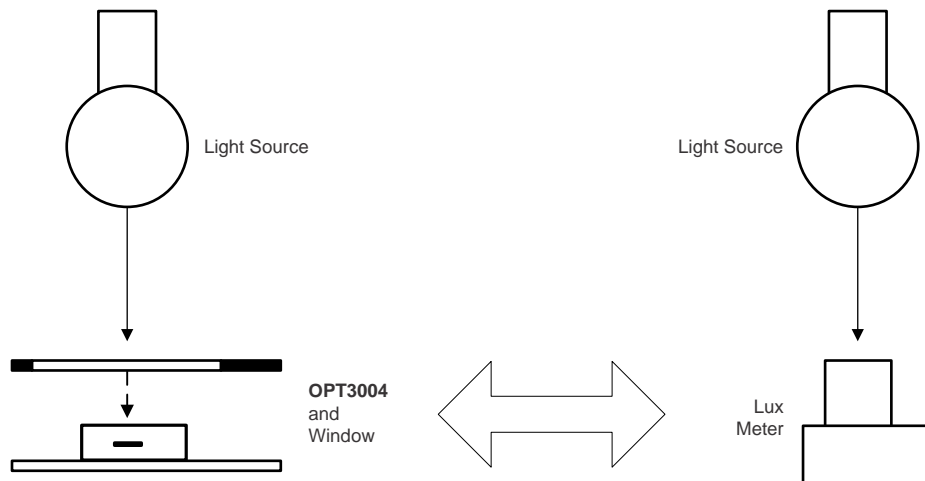 Light Source
Light Source
OPT3004
and
Window
Lux
Meter